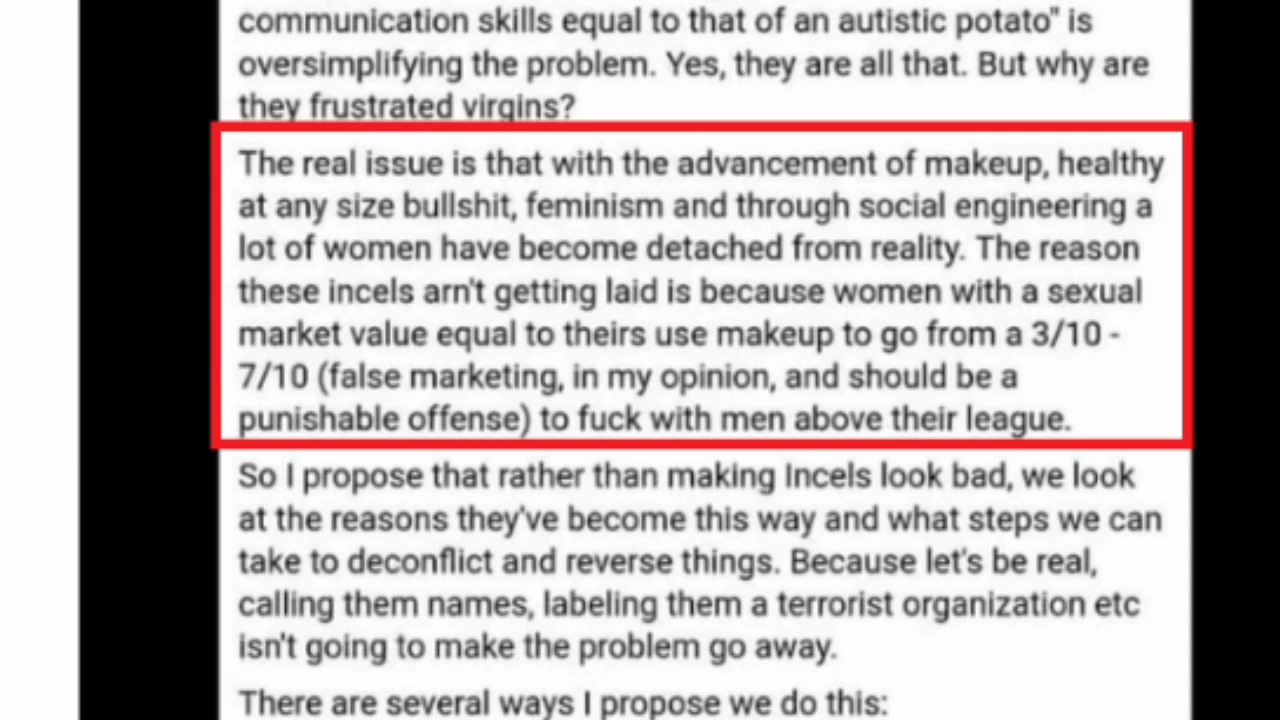 communication skills equal to that of an autistic potato" is
oversimplifying the problem. Yes, they are all that. But why are
they frustrated virgins?
The real issue is that with the advancement of makeup, healthy
at any size bullshit, feminism and through social engineering a
lot of women have become detached from reality. The reason
these incels arn't getting laid is because women with a sexual
market value equal to theirs use makeup to go from a 3/10 -
7/10 (false marketing, in my opinion, and should be a
punishable offense) to fuck with men above their league.
So I propose that rather than making Incels look bad, we look
at the reasons they've become this way and what steps we can
take to deconflict and reverse things. Because let's be real,
calling them names, labeling them a terrorist organization etc
isn't going to make the problem go away.
There are several ways I propose we do this: